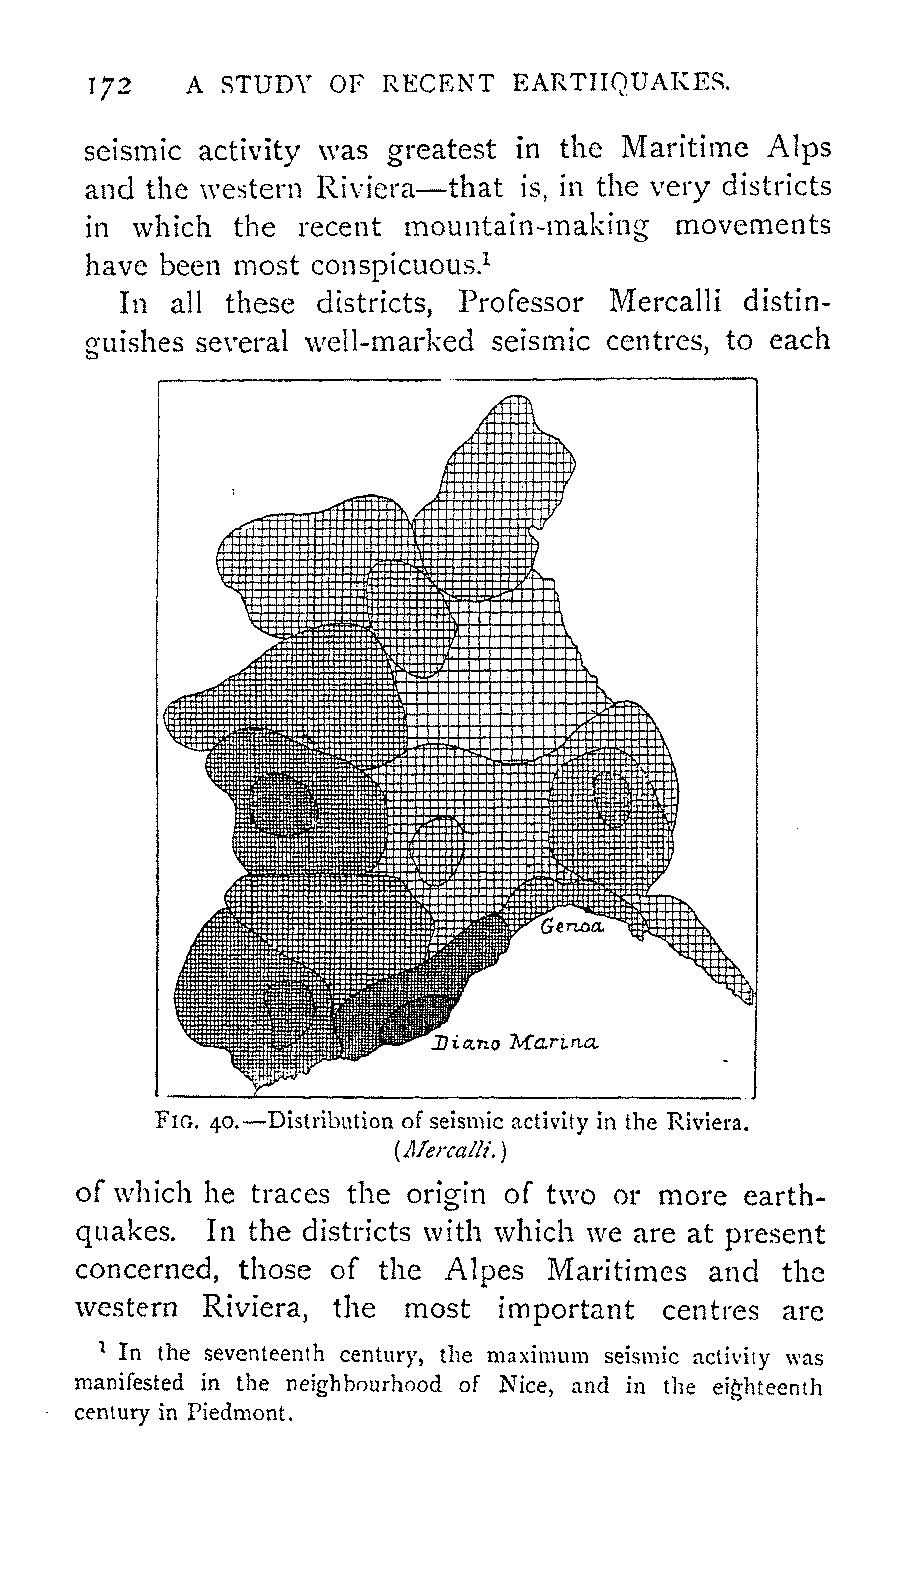 172 A STUDY OF RECENT EARTHQUAKES.
seismic activity was greatest in the Maritime Alps
and the western Riviera—that is, in the very districts
in which the recent mountain-making movements
have been most conspicuous.¹
In all these districts, Professor Mercalli distin-
guishes several well-marked seismic centres, to each
Genoa
Diano Marina
FIG. 40.—Distribution of seismic activity in the Riviera.
(Mercalli.)
of which he traces the origin of two or more earth-
quakes. In the districts with which we are at present
concerned, those of the Alpes Maritimes and the
western Riviera, the most important centres are
¹ In the seventeenth century, the maximum seismic activity was
manifested in the neighbourhood of Nice, and in the eighteenth
century in Piedmont.